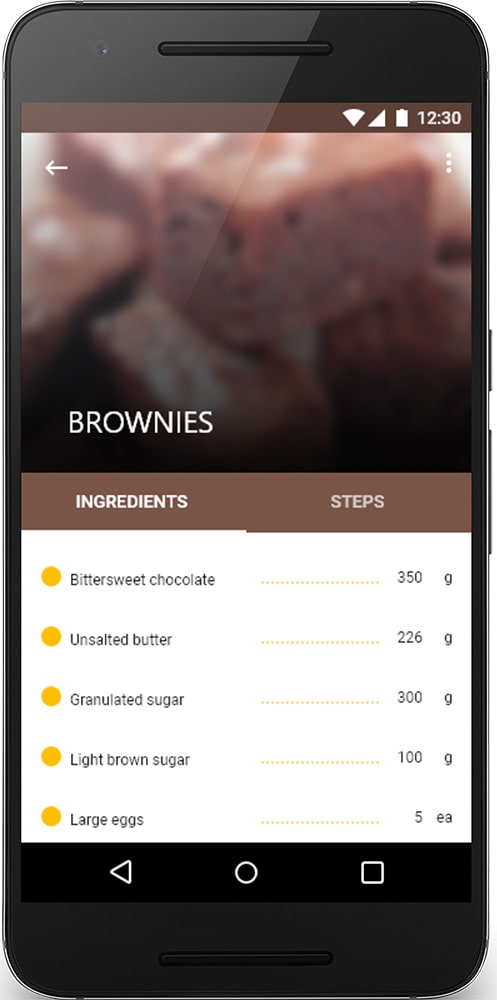 12:30
BROWNIES
INGREDIENTS STEPS
Bittersweet chocolate 350 g
Unsalted butter 226 g
Granulated sugar 300 g
Light brown sugar 100 g
Large eggs 5 ea